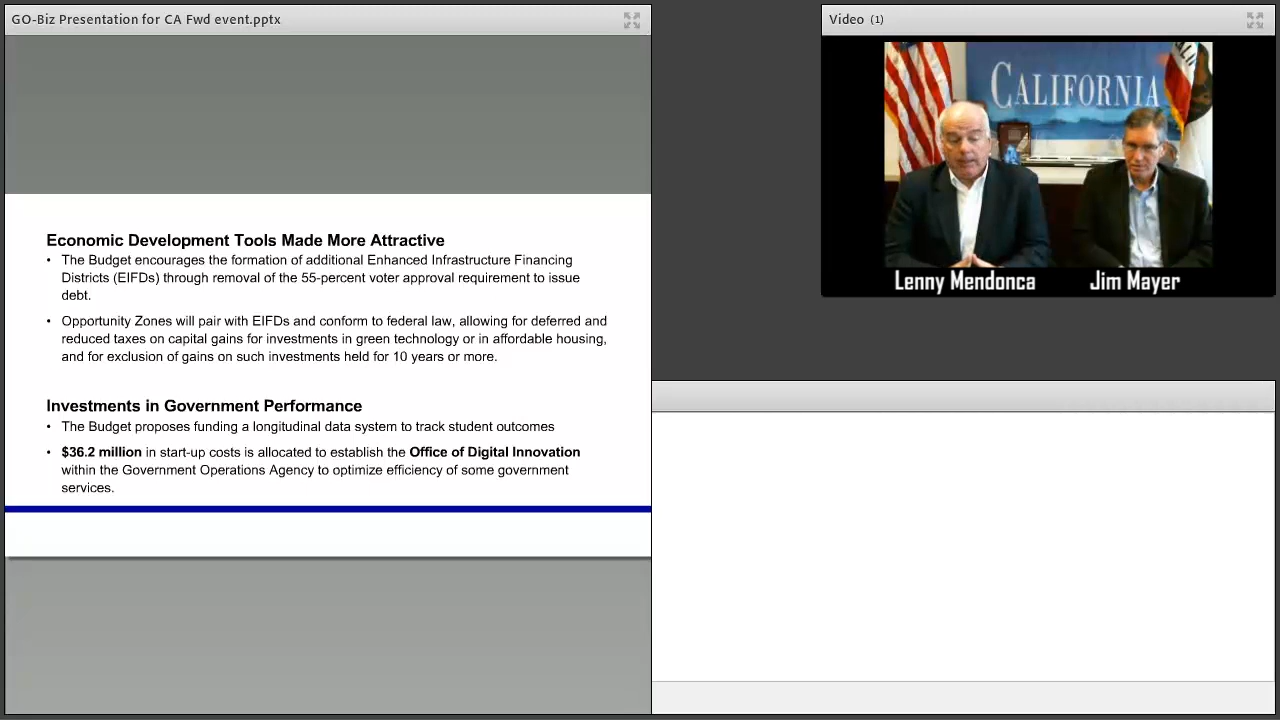 GO-Biz Presentation for CA Fwd event.pptx
Economic Development Tools Made More Attractive
• The Budget encourages the formation of additional Enhanced Infrastructure Financing
Districts (EIFDs) through removal of the 55-percent voter approval requirement to issue
debt.
• Opportunity Zones will pair with EIFDs and conform to federal law, allowing for deferred and
reduced taxes on capital gains for investments in green technology or in affordable housing,
and for exclusion of gains on such investments held for 10 years or more.
Investments in Government Performance
• The Budget proposes funding a longitudinal data system to track student outcomes
• $36.2 million in start-up costs is allocated to establish the Office of Digital Innovation
within the Government Operations Agency to optimize efficiency of some government
services.
Video (1)
CALIFORNIA
Lenny Mendonca
Jim Mayer